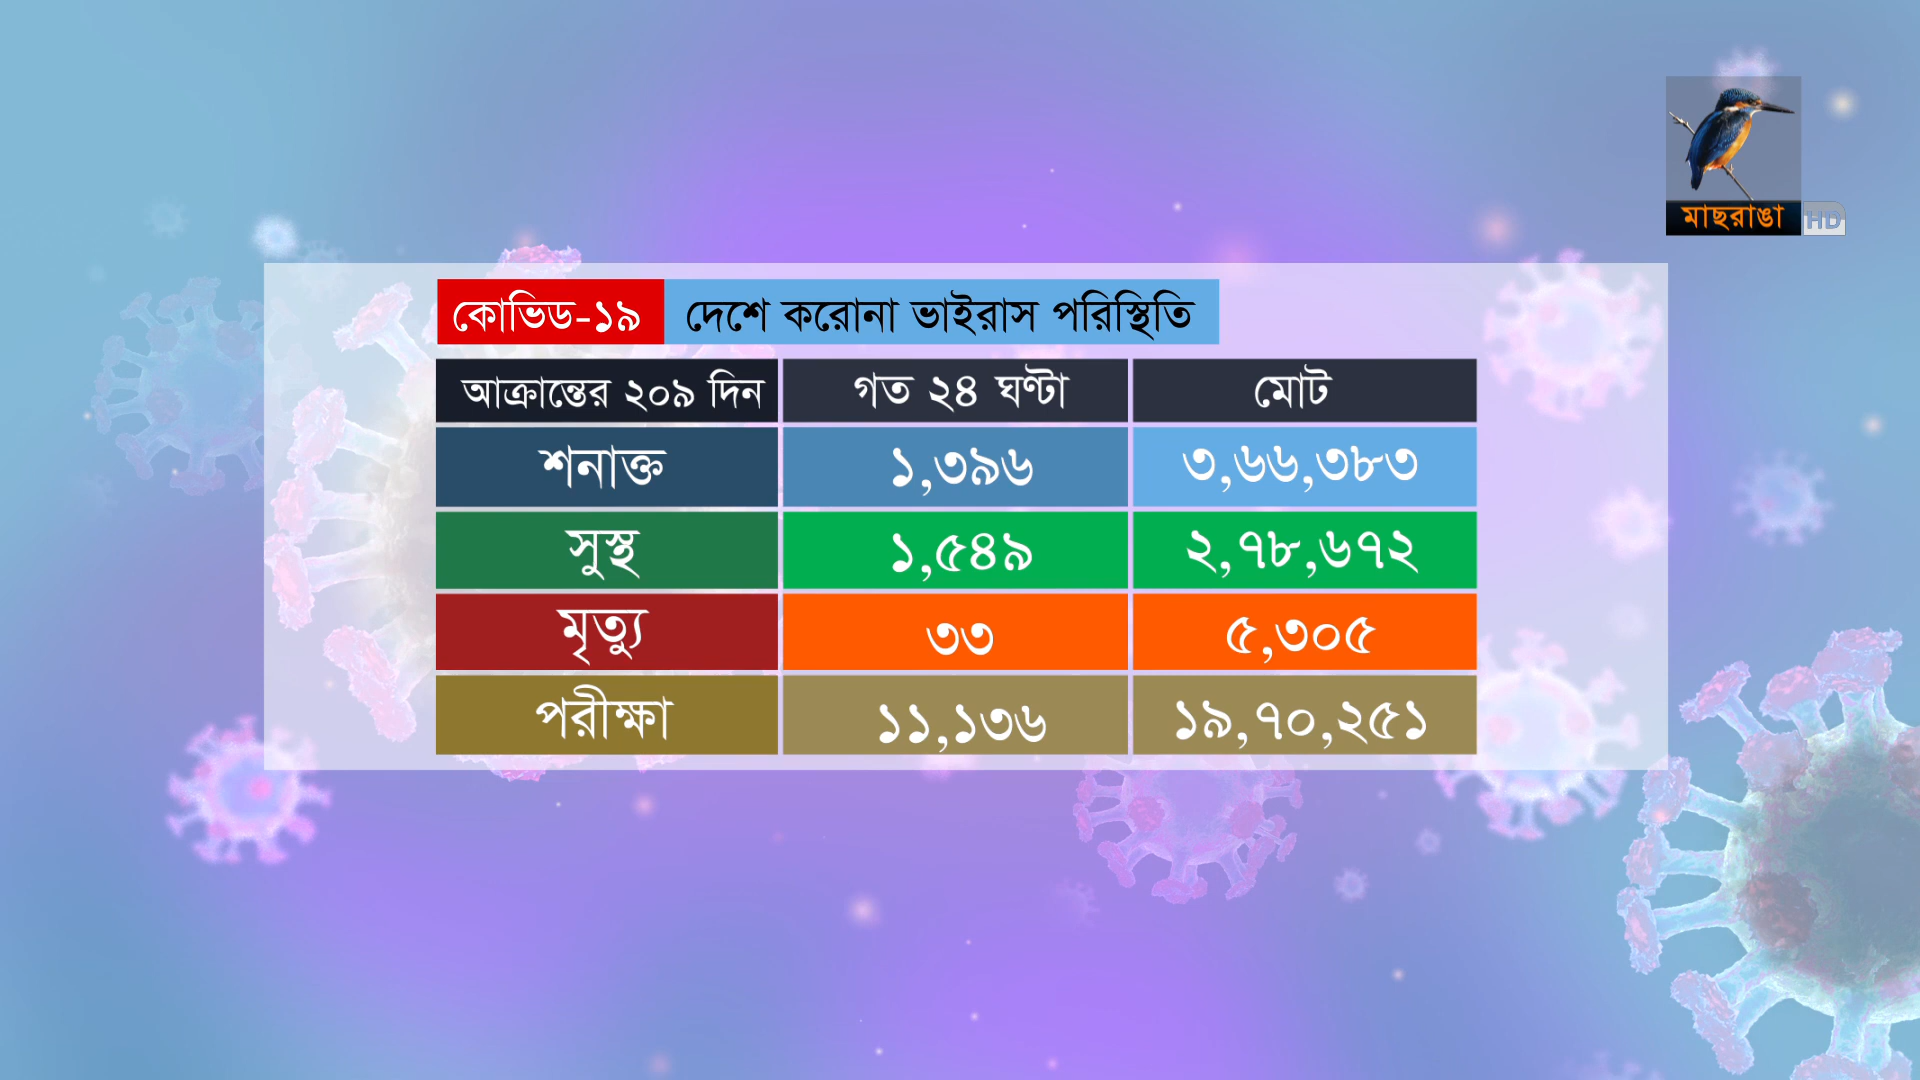 মাছরাঙা HD
কোভিড-১৯ দেশে করোনা ভাইরাস পরিস্থিতি
আক্রান্তের ২০৯ দিন গত ২৪ ঘণ্টা মোট
শনাক্ত ১,৩৯৬ ৩,৬৬,৩৮৩
সুস্থ ১,৫৪৯ ২,৭৮,৬৭২
মৃত্যু ৩৩ ৫,৩০৫
পরীক্ষা ১১,১৩৬ ১৯,৭০,২৫১